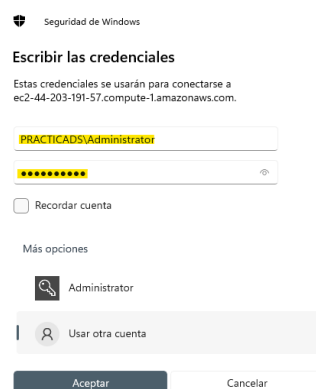 Seguridad de Windows
Escribir las credenciales
Estas credenciales se usarán para conectarse a
ec2-44-203-191-57.compute-1.amazonaws.com.
PRACTICADS\Administrator
••••••••••
Recordar cuenta
Más opciones
Administrator
Usar otra cuenta
Aceptar Cancelar